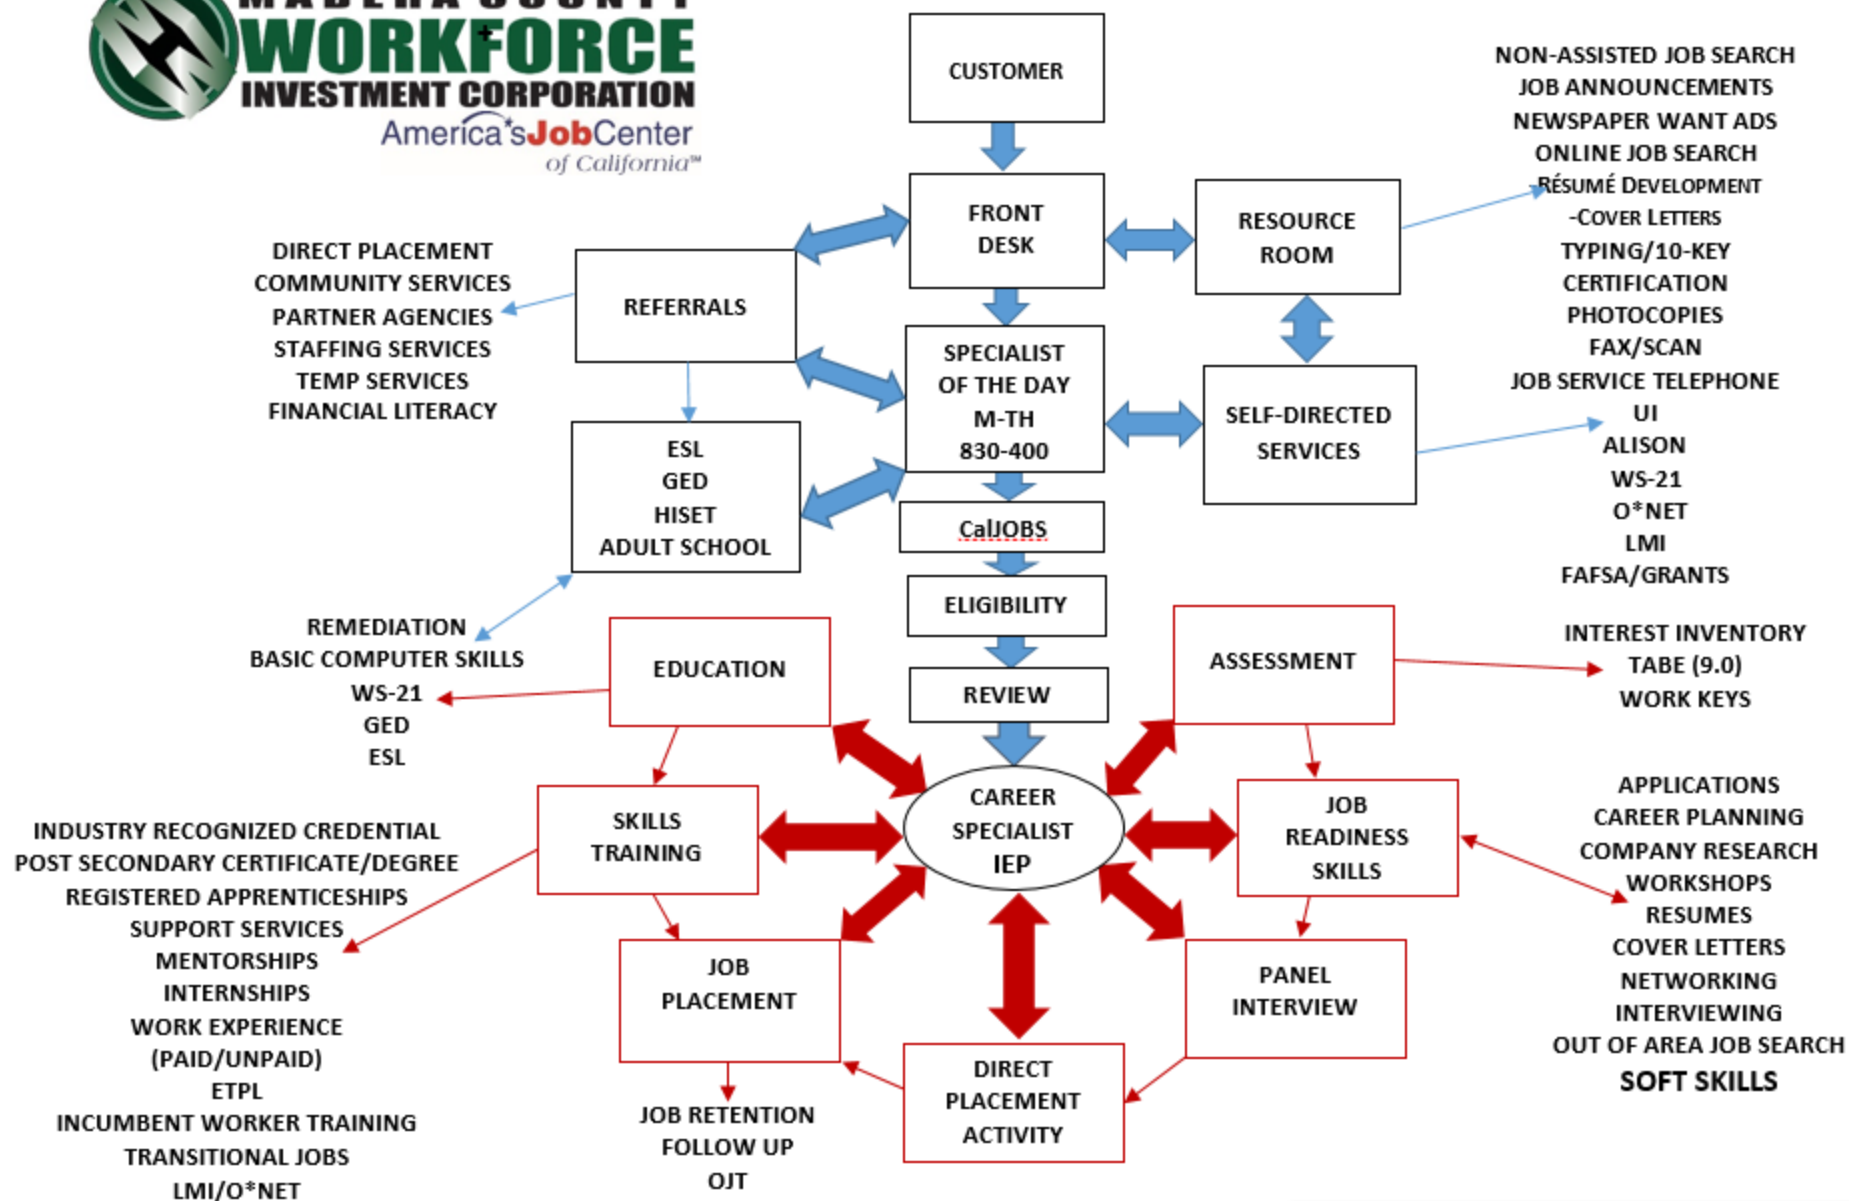 MADERA COUNTY
WORKFORCE
INVESTMENT CORPORATION
America*sJobCenter
of California™
CUSTOMER
FRONT
DESK
RESOURCE
ROOM
NON-ASSISTED JOB SEARCH
JOB ANNOUNCEMENTS
NEWSPAPER WANT ADS
ONLINE JOB SEARCH
-RÉSUMÉ DEVELOPMENT
-COVER LETTERS
TYPING/10-KEY
CERTIFICATION
PHOTOCOPIES
FAX/SCAN
JOB SERVICE TELEPHONE
UI
ALISON
WS-21
O*NET
LMI
FAFSA/GRANTS
DIRECT PLACEMENT
COMMUNITY SERVICES
PARTNER AGENCIES
STAFFING SERVICES
TEMP SERVICES
FINANCIAL LITERACY
REFERRALS
SPECIALIST
OF THE DAY
M-TH
830-400
SELF-DIRECTED
SERVICES
ESL
GED
HISET
ADULT SCHOOL
CalJOBS
ELIGIBILITY
REVIEW
REMEDIATION
BASIC COMPUTER SKILLS
WS-21
GED
ESL
EDUCATION
ASSESSMENT
INTEREST INVENTORY
TABE (9.0)
WORK KEYS
SKILLS
TRAINING
CAREER
SPECIALIST
IEP
JOB
READINESS
SKILLS
APPLICATIONS
CAREER PLANNING
COMPANY RESEARCH
WORKSHOPS
RESUMES
COVER LETTERS
NETWORKING
INTERVIEWING
OUT OF AREA JOB SEARCH
SOFT SKILLS
INDUSTRY RECOGNIZED CREDENTIAL
POST SECONDARY CERTIFICATE/DEGREE
REGISTERED APPRENTICESHIPS
SUPPORT SERVICES
MENTORSHIPS
INTERNSHIPS
WORK EXPERIENCE
(PAID/UNPAID)
ETPL
INCUMBENT WORKER TRAINING
TRANSITIONAL JOBS
LMI/O*NET
JOB
PLACEMENT
PANEL
INTERVIEW
DIRECT
PLACEMENT
ACTIVITY
JOB RETENTION
FOLLOW UP
OJT